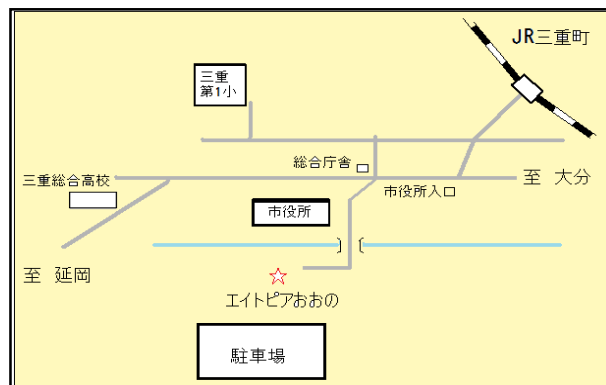 JR三重町
三重
第1小
総合庁舎
三重総合高校
至 大分
市役所入口
市役所
至 延岡
エイトピアおおの
駐車場